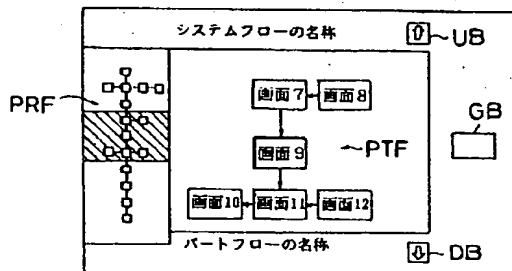 システムフローの名称
UB
PRF
画面7
画面8
GB
画面9
PTF
画面10
画面11
画面12
パートフローの名称
DB